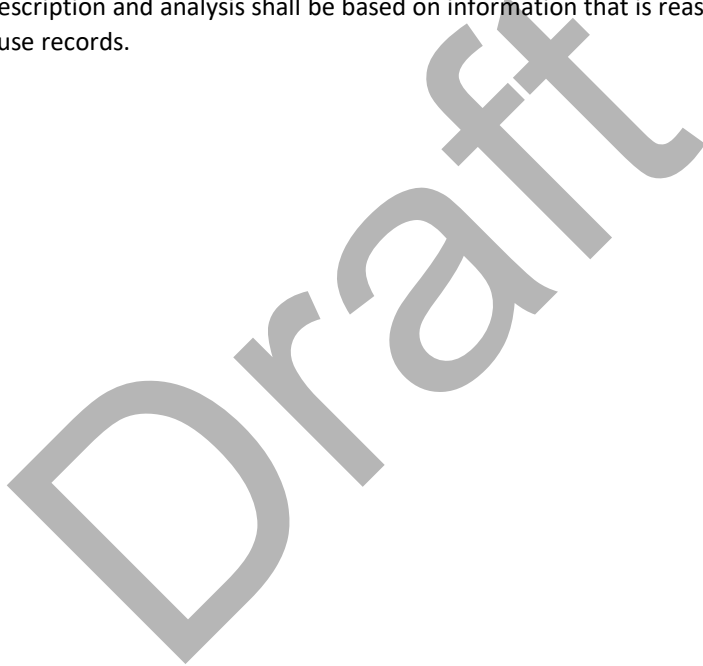 escription and analysis shall be based on information that is reas
use records.
Draft